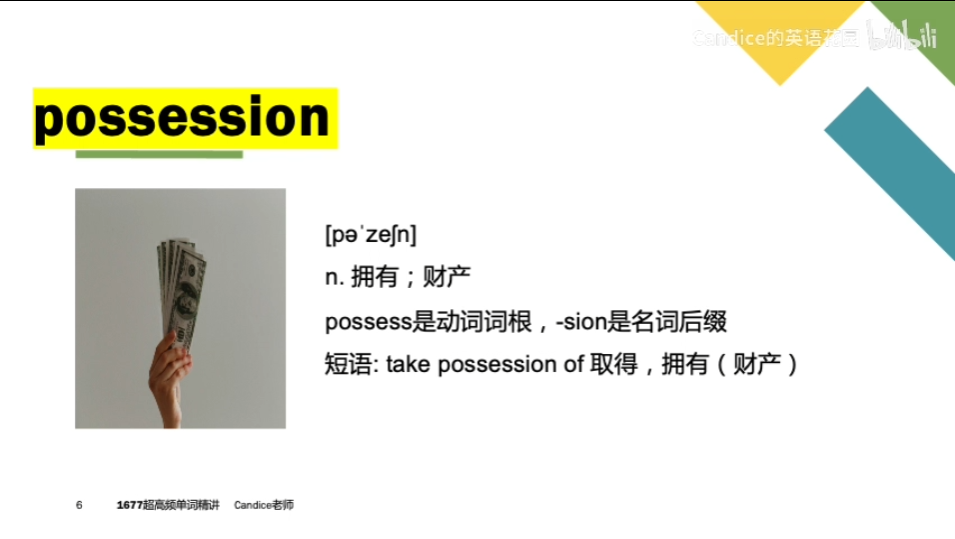 Candice的英语花园 bilibili
possession
[pəˈzeʃn]
n. 拥有；财产
possess是动词词根，-sion是名词后缀
短语: take possession of 取得，拥有（财产）
6 1677超高频单词精讲 Candice老师